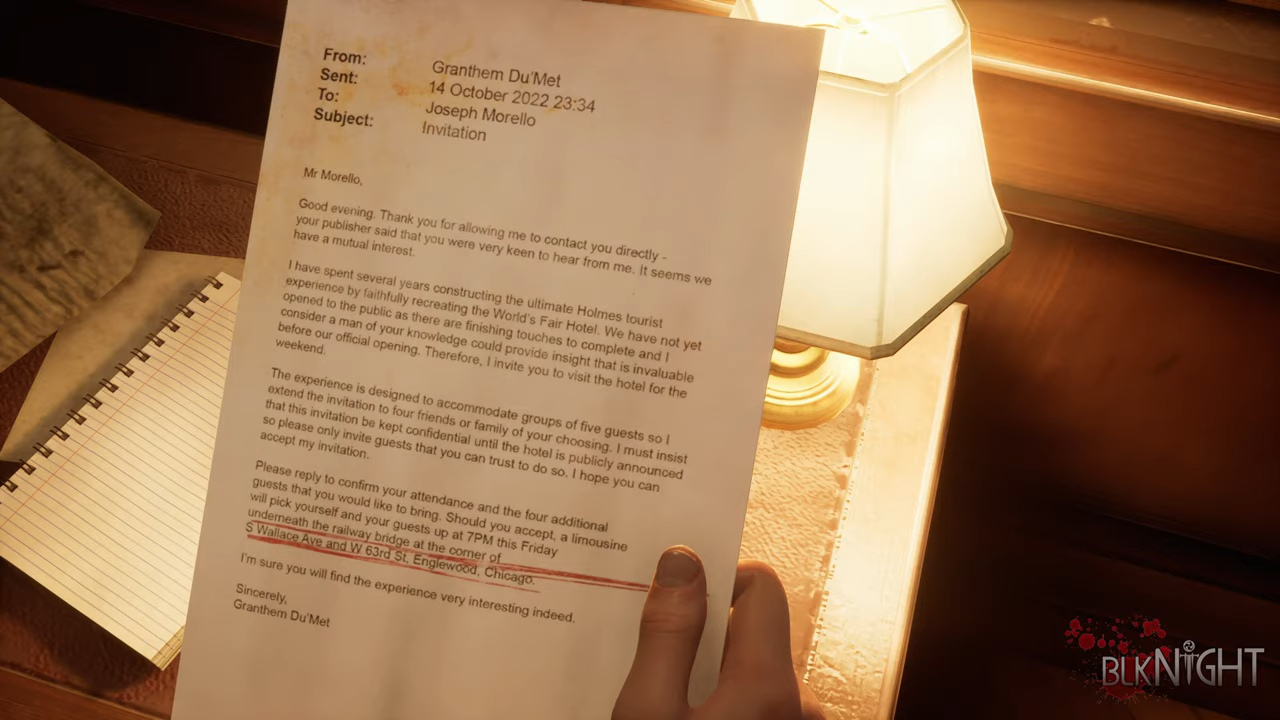 From: Granthem Du'Met
Sent: 14 October 2022 23:34
To: Joseph Morello
Subject: Invitation
Mr Morello,
Good evening. Thank you for allowing me to contact you directly -
your publisher said that you were very keen to hear from me. It seems we
have a mutual interest.
I have spent several years constructing the ultimate Holmes tourist
experience by faithfully recreating the World's Fair Hotel. We have not yet
opened to the public as there are finishing touches to complete and I
consider a man of your knowledge could provide insight that is invaluable
before our official opening. Therefore, I invite you to visit the hotel for the
weekend.
The experience is designed to accommodate groups of five guests so I
extend the invitation to four friends or family of your choosing. I must insist
that this invitation be kept confidential until the hotel is publicly announced
so please only invite guests that you can trust to do so. I hope you can
accept my invitation.
Please reply to confirm your attendance and the four additional
guests that you would like to bring. Should you accept, a limousine
will pick yourself and your guests up at 7PM this Friday
underneath the railway bridge at the corner of
S Wallace Ave and W 63rd St, Englewood, Chicago.
I'm sure you will find the experience very interesting indeed.
Sincerely,
Granthem Du'Met
BLKNIGHT